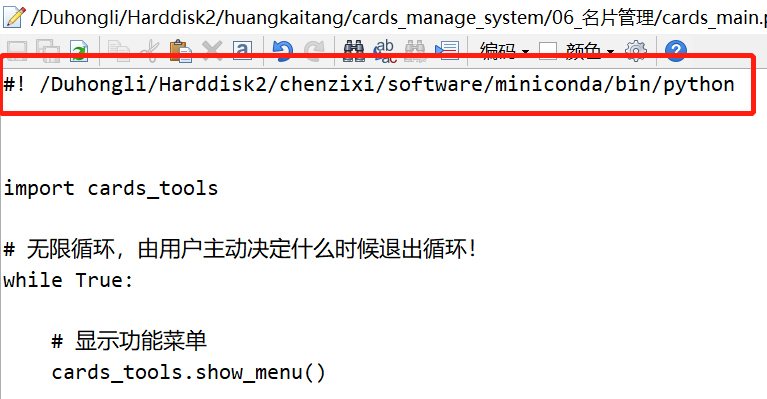 /Duhongli/Harddisk2/huangkaitang/cards_manage_system/06_名片管理/cards_main.p
编码 颜色
#! /Duhongli/Harddisk2/chenzixi/software/miniconda/bin/python
import cards_tools
# 无限循环，由用户主动决定什么时候退出循环！
while True:
# 显示功能菜单
cards_tools.show_menu()